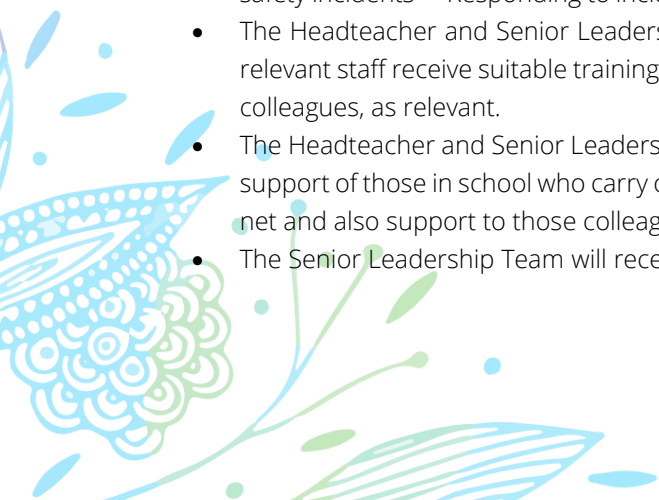 • The Headteacher and Senior Leaders
relevant staff receive suitable training
colleagues, as relevant.
• The Headteacher and Senior Leaders
support of those in school who carry
net and also support to those colleag
• The Senior Leadership Team will rece